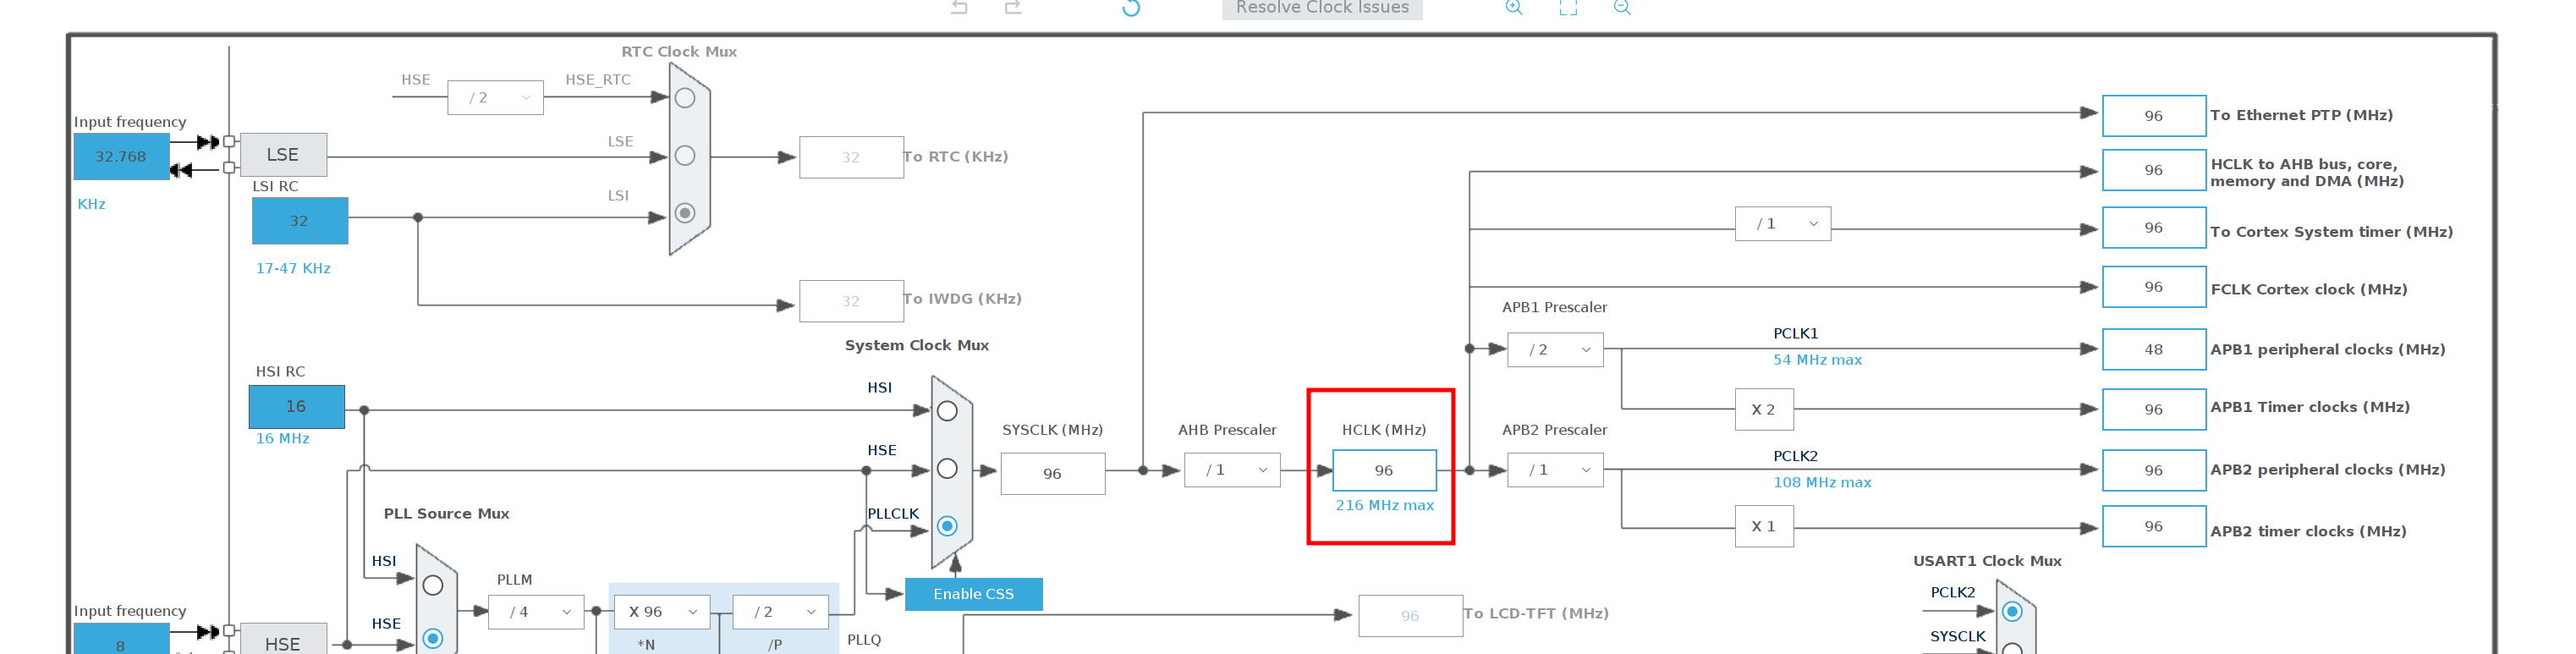 Resolve Clock Issues
RTC Clock Mux
HSE
/ 2
HSE_RTC
Input frequency
32.768
KHz
LSE
LSE
32
To RTC (KHz)
LSI RC
32
17-47 KHz
LSI
32
To IWDG (KHz)
HSI RC
16
16 MHz
System Clock Mux
HSI
HSE
PLLCLK
SYSCLK (MHz)
96
AHB Prescaler
/ 1
HCLK (MHz)
96
216 MHz max
96
To Ethernet PTP (MHz)
96
HCLK to AHB bus, core,
memory and DMA (MHz)
/ 1
96
To Cortex System timer (MHz)
96
FCLK Cortex clock (MHz)
APB1 Prescaler
/ 2
PCLK1
54 MHz max
48
APB1 peripheral clocks (MHz)
X 2
96
APB1 Timer clocks (MHz)
APB2 Prescaler
/ 1
PCLK2
108 MHz max
96
APB2 peripheral clocks (MHz)
X 1
96
APB2 timer clocks (MHz)
PLL Source Mux
HSI
HSE
PLLM
/ 4
X 96
*N
/ 2
/P
PLLQ
Enable CSS
96
To LCD-TFT (MHz)
USART1 Clock Mux
PCLK2
SYSCLK
Input frequency
8
HSE